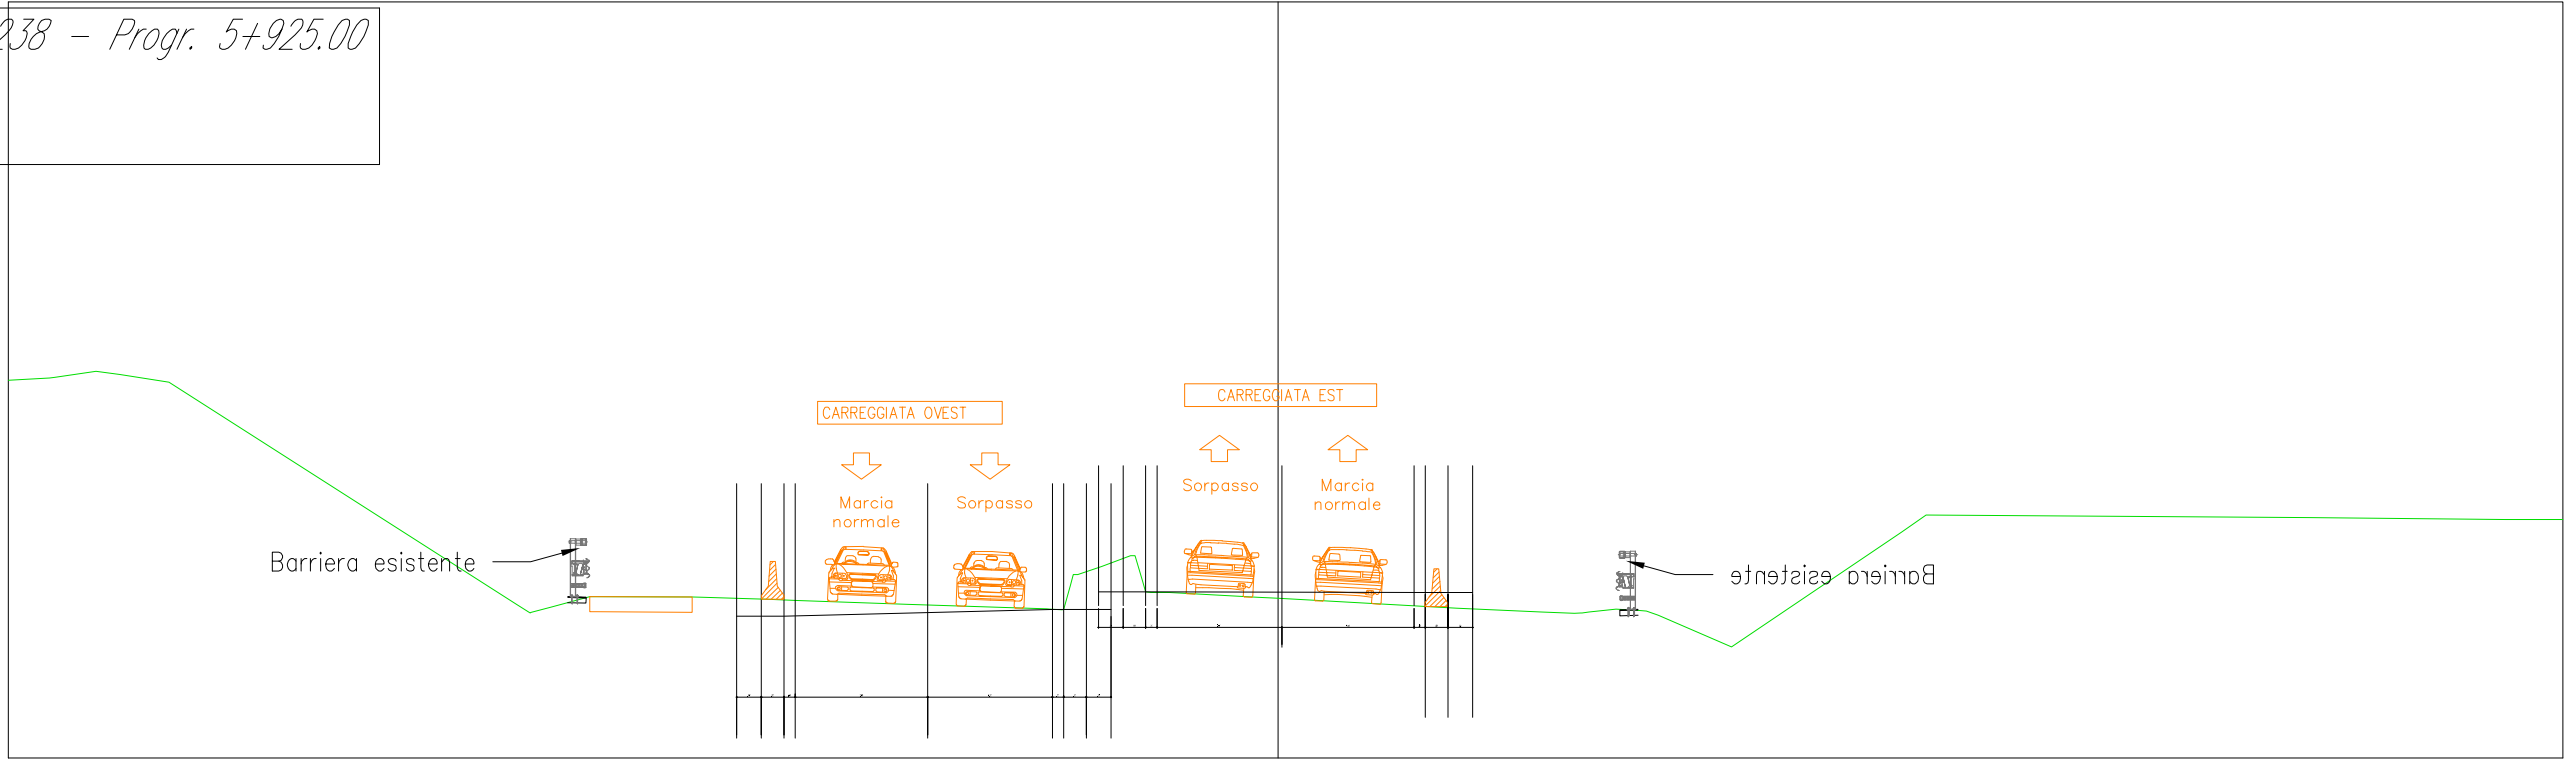 238 - Progr. 5+925.00
CARREGGIATA OVEST
CARREGGIATA EST
Marcia
normale
Sorpasso
Sorpasso
Marcia
normale
Barriera esistente
Barriera esistente